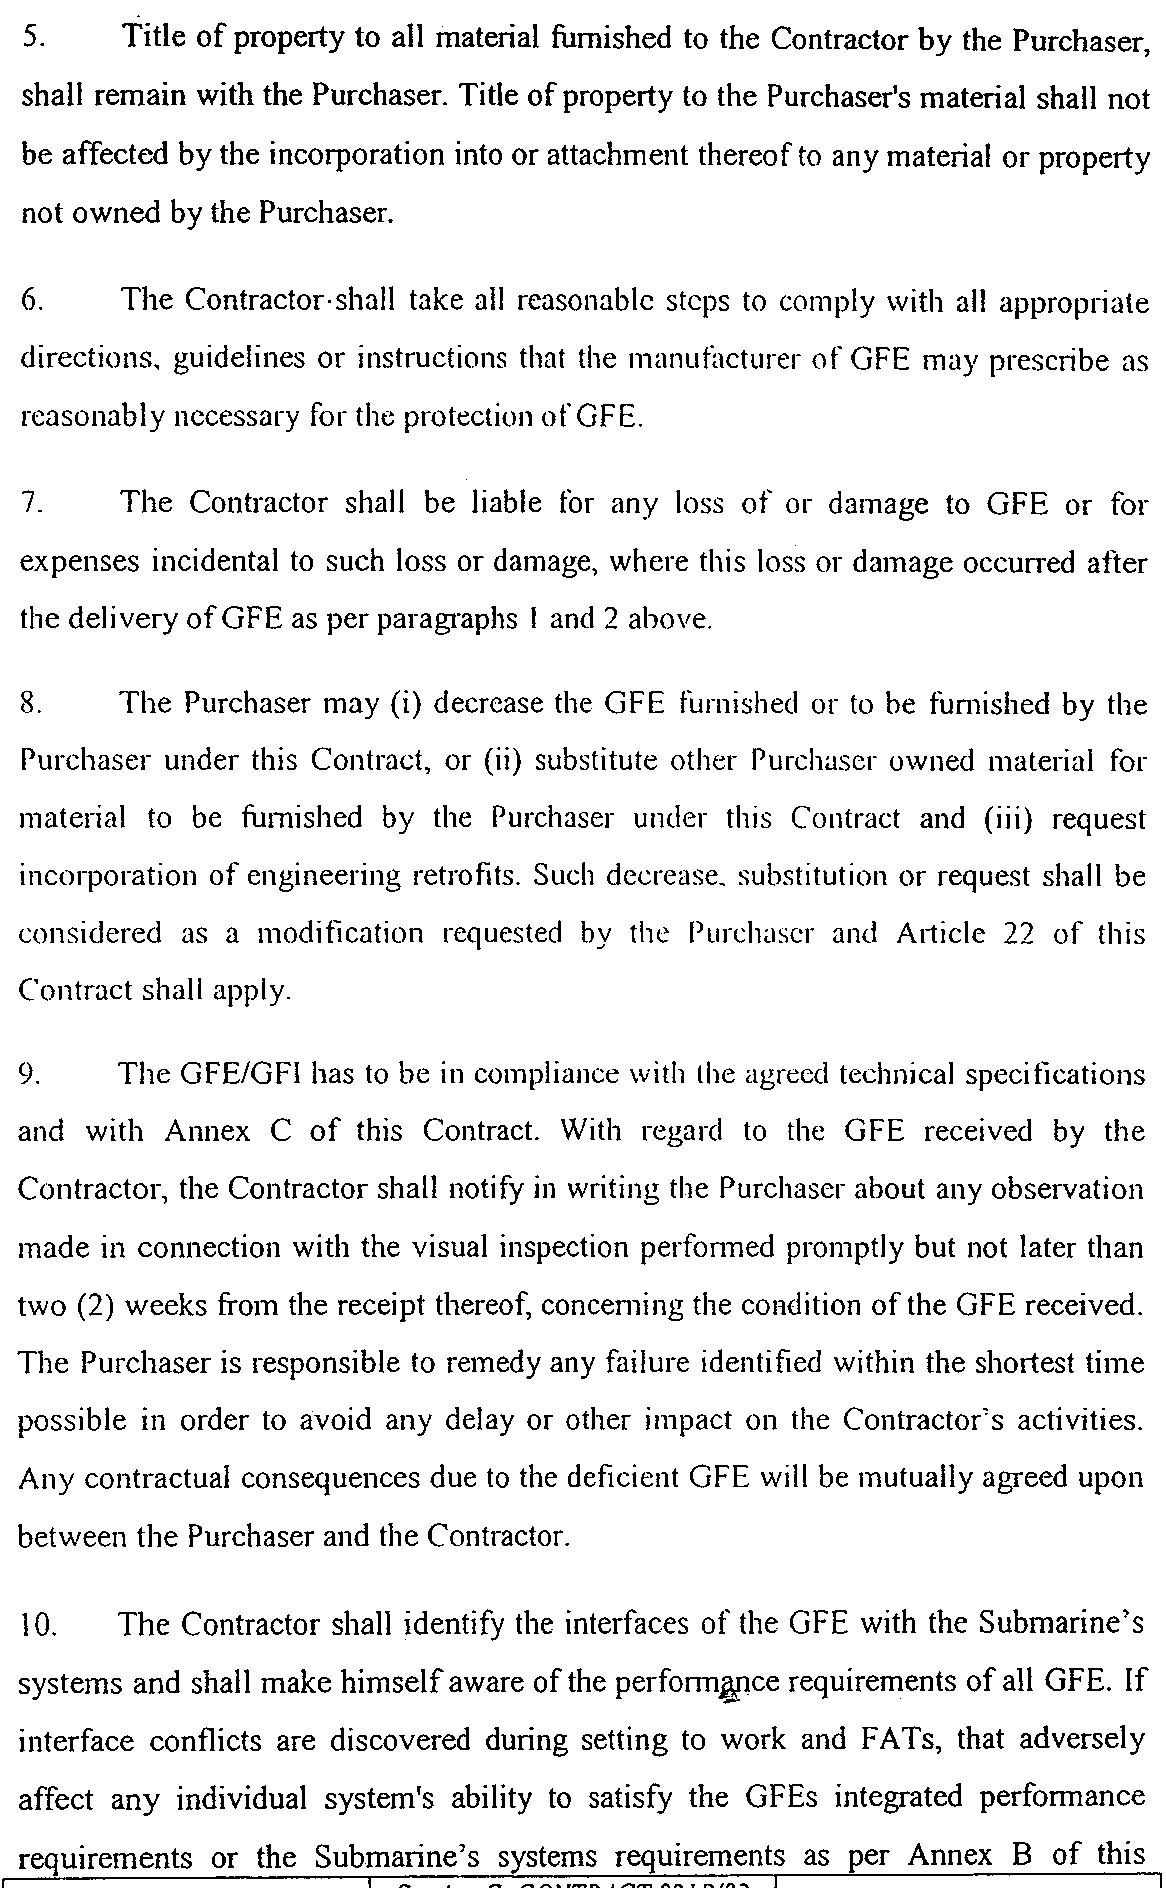 5. Title of property to all material furnished to the Contractor by the Purchaser,
shall remain with the Purchaser. Title of property to the Purchaser's material shall not
be affected by the incorporation into or attachment thereof to any material or property
not owned by the Purchaser.
6. The Contractor shall take all reasonable steps to comply with all appropriate
directions, guidelines or instructions that the manufacturer of GFE may prescribe as
reasonably necessary for the protection of GFE.
7. The Contractor shall be liable for any loss of or damage to GFE or for
expenses incidental to such loss or damage, where this loss or damage occurred after
the delivery of GFE as per paragraphs 1 and 2 above.
8. The Purchaser may (i) decrease the GFE furnished or to be furnished by the
Purchaser under this Contract, or (ii) substitute other Purchaser owned material for
material to be furnished by the Purchaser under this Contract and (iii) request
incorporation of engineering retrofits. Such decrease, substitution or request shall be
considered as a modification requested by the Purchaser and Article 22 of this
Contract shall apply.
9. The GFE/GFI has to be in compliance with the agreed technical specifications
and with Annex C of this Contract. With regard to the GFE received by the
Contractor, the Contractor shall notify in writing the Purchaser about any observation
made in connection with the visual inspection performed promptly but not later than
two (2) weeks from the receipt thereof, concerning the condition of the GFE received.
The Purchaser is responsible to remedy any failure identified within the shortest time
possible in order to avoid any delay or other impact on the Contractor's activities.
Any contractual consequences due to the deficient GFE will be mutually agreed upon
between the Purchaser and the Contractor.
10. The Contractor shall identify the interfaces of the GFE with the Submarine's
systems and shall make himself aware of the performance requirements of all GFE. If
interface conflicts are discovered during setting to work and FATs, that adversely
affect any individual system's ability to satisfy the GFEs integrated performance
requirements or the Submarine's systems requirements as per Annex B of this